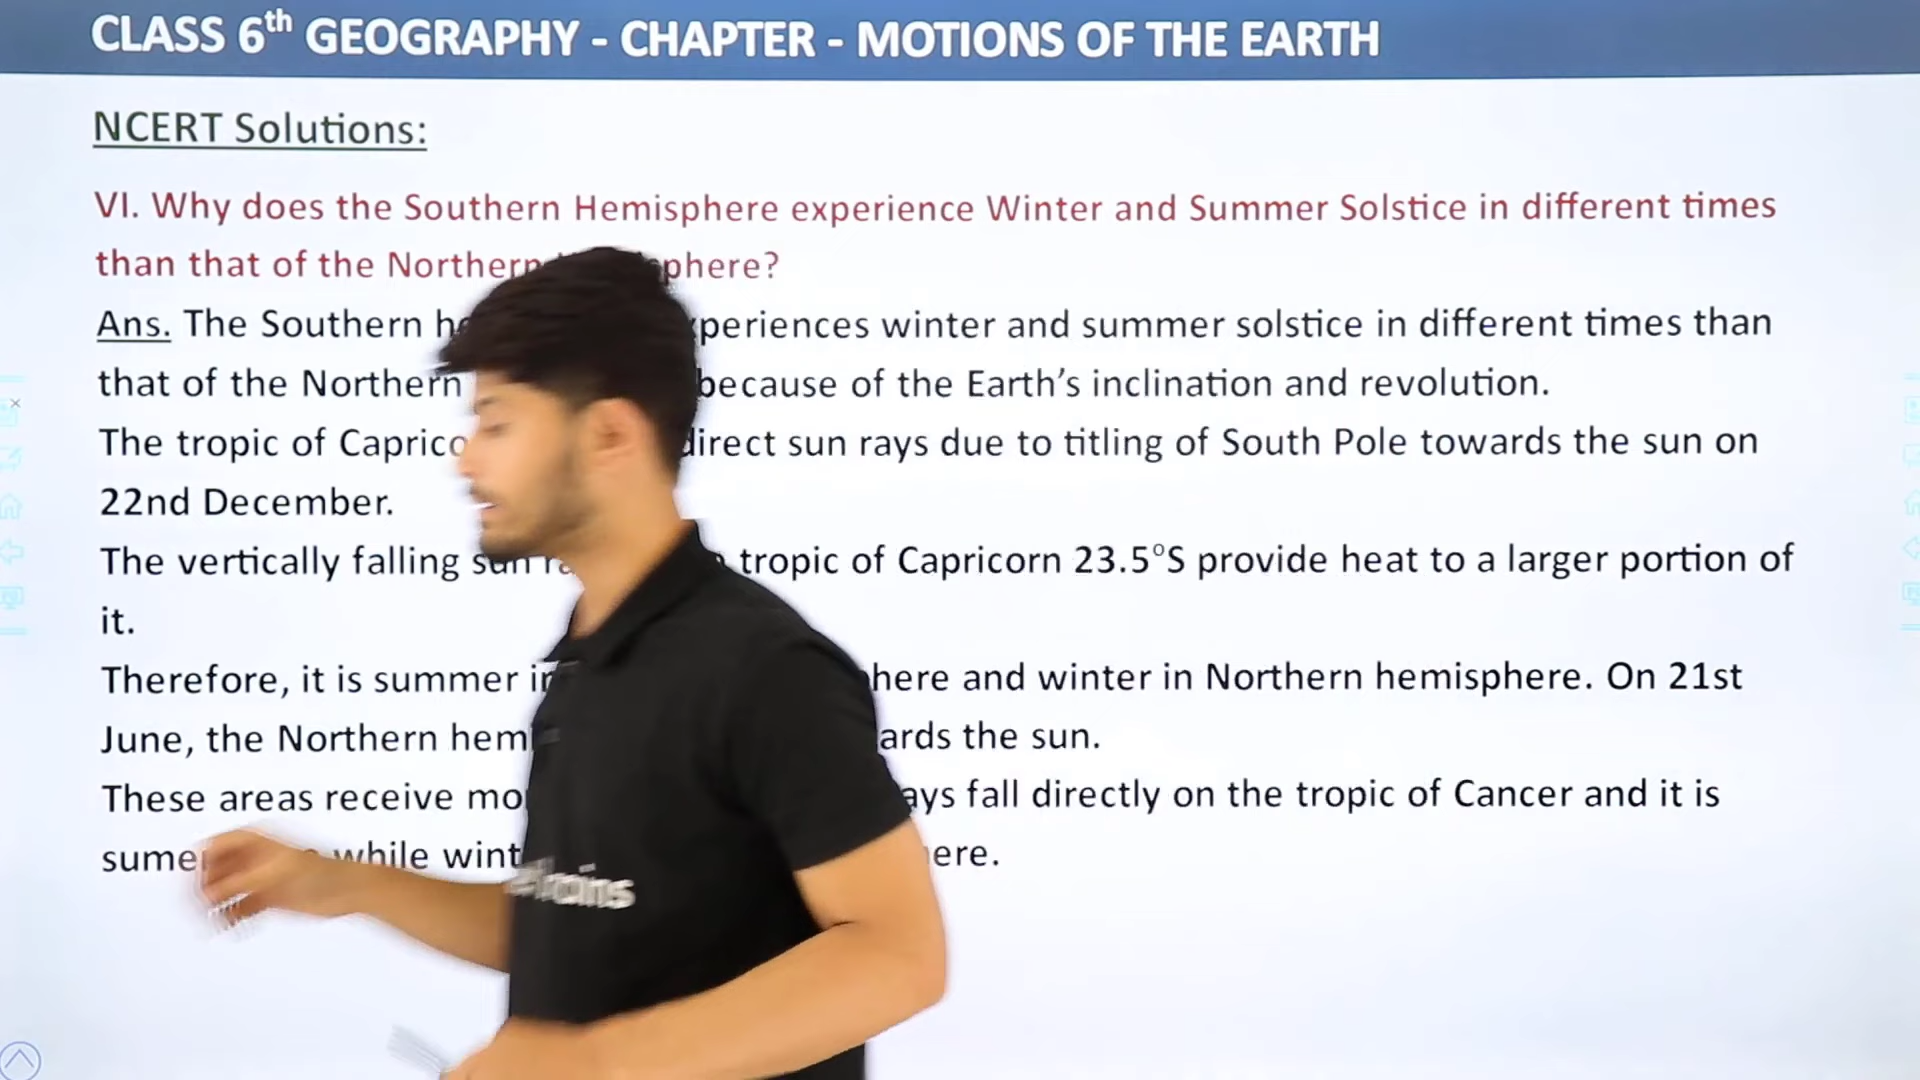 CLASS 6th GEOGRAPHY - CHAPTER - MOTIONS OF THE EARTH
NCERT Solutions:
VI. Why does the Southern Hemisphere experience Winter and Summer Solstice in different times
than that of the Northern phere?
Ans. The Southern periences winter and summer solstice in different times than
that of the Northern because of the Earth's inclination and revolution.
The tropic of Caprico direct sun rays due to titling of South Pole towards the sun on
22nd December.
The vertically falling sun tropic of Capricorn 23.5°S provide heat to a larger portion of
it.
Therefore, it is summer in here and winter in Northern hemisphere. On 21st
June, the Northern hem ards the sun.
These areas receive mo ays fall directly on the tropic of Cancer and it is
sume while wint ere.